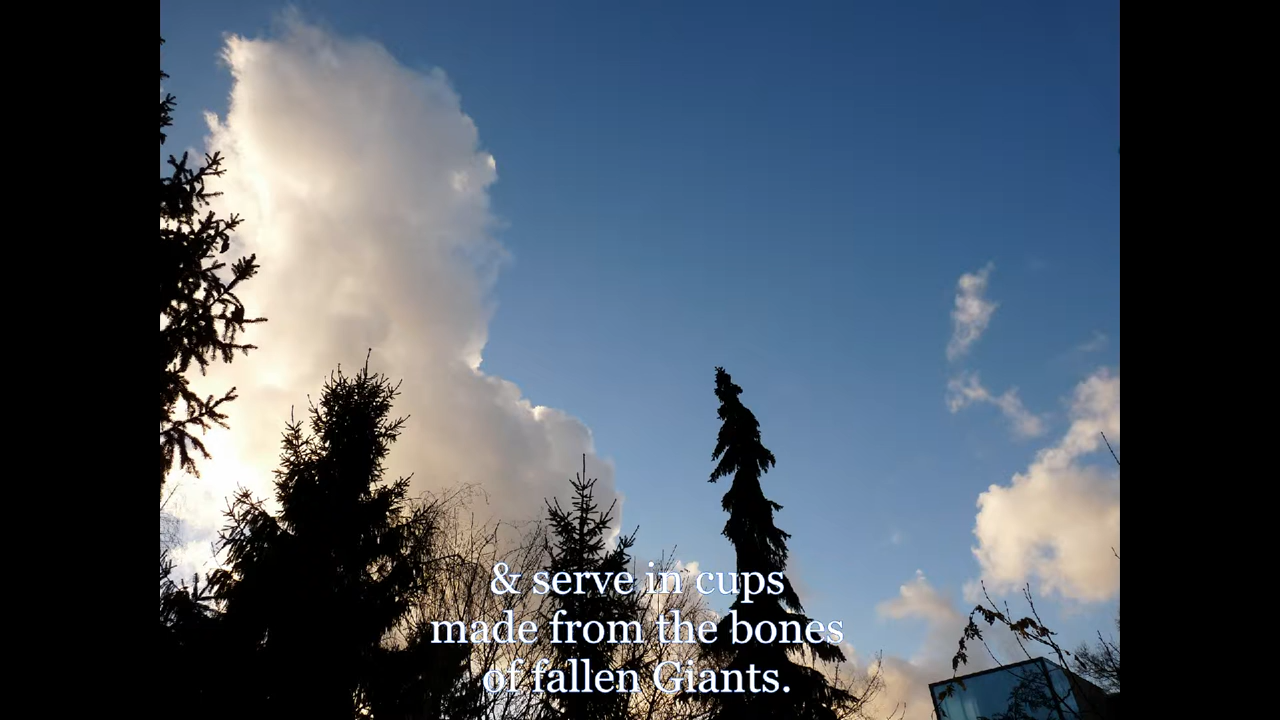 & serve in cups
made from the bones
of fallen Giants.